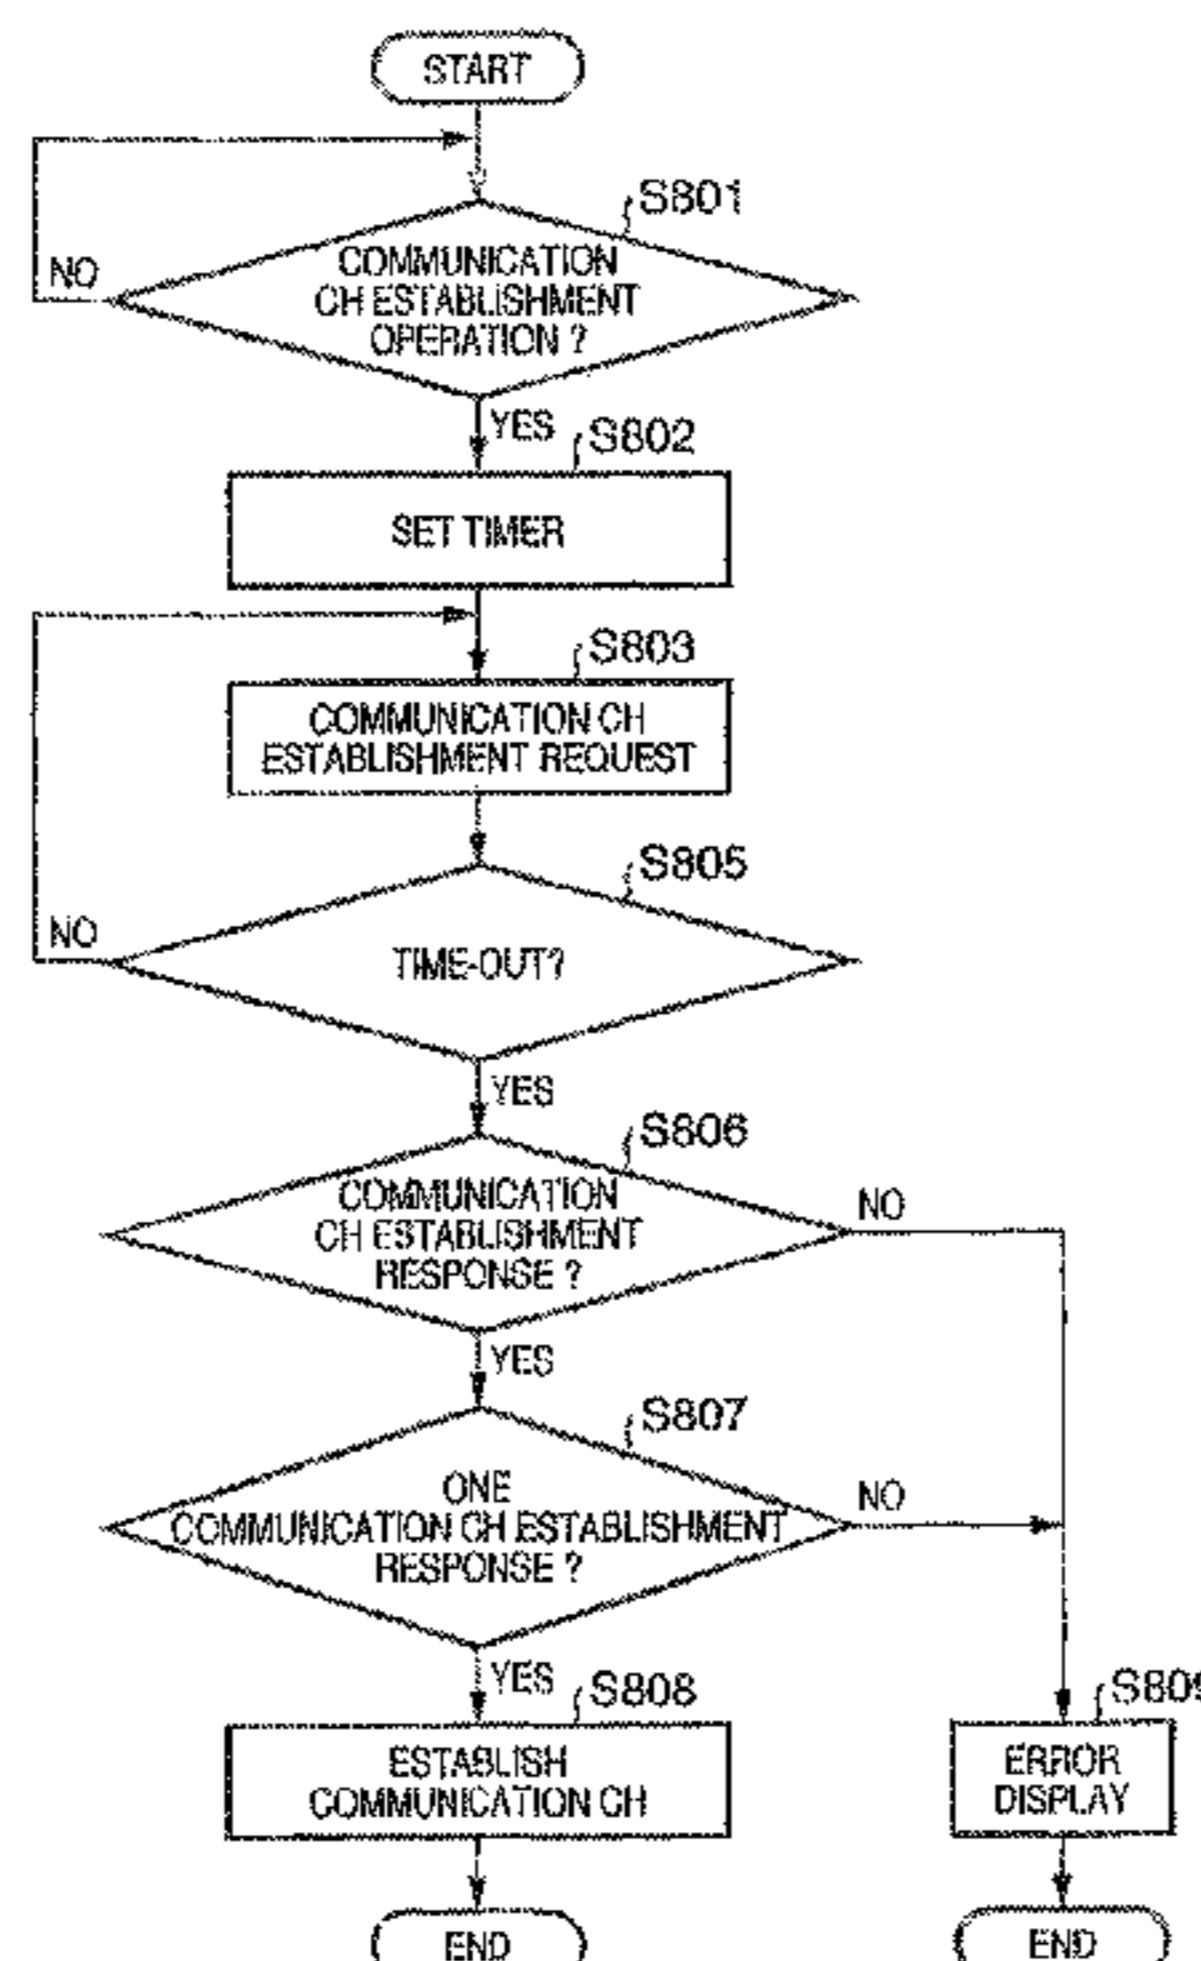 START
S801
NO
COMMUNICATION
CH ESTABLISHMENT
OPERATION ?
YES
S802
SET TIMER
S803
COMMUNICATION CH
ESTABLISHMENT REQUEST
S805
NO
TIME-OUT?
YES
S806
COMMUNICATION
CH ESTABLISHMENT
RESPONSE ?
NO
YES
S807
ONE
COMMUNICATION CH ESTABLISHMENT
RESPONSE ?
NO
YES
S808
S809
ESTABLISH
COMMUNICATION CH
ERROR
DISPLAY
END
END